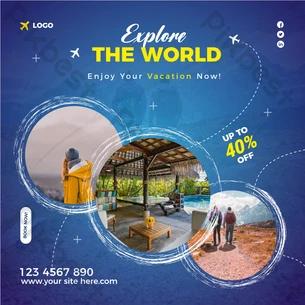 LOGO
Explore
THE WORLD
Enjoy Your Vacation Now!
UP TO
40%
OFF
BOOK NOW!
123 4567 890
www.your site here.com